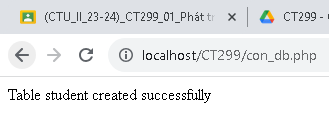 (CTU_II_23-24)_CT299_01_Phát tr
CT299 -
localhost/CT299/con_db.php
Table student created successfully